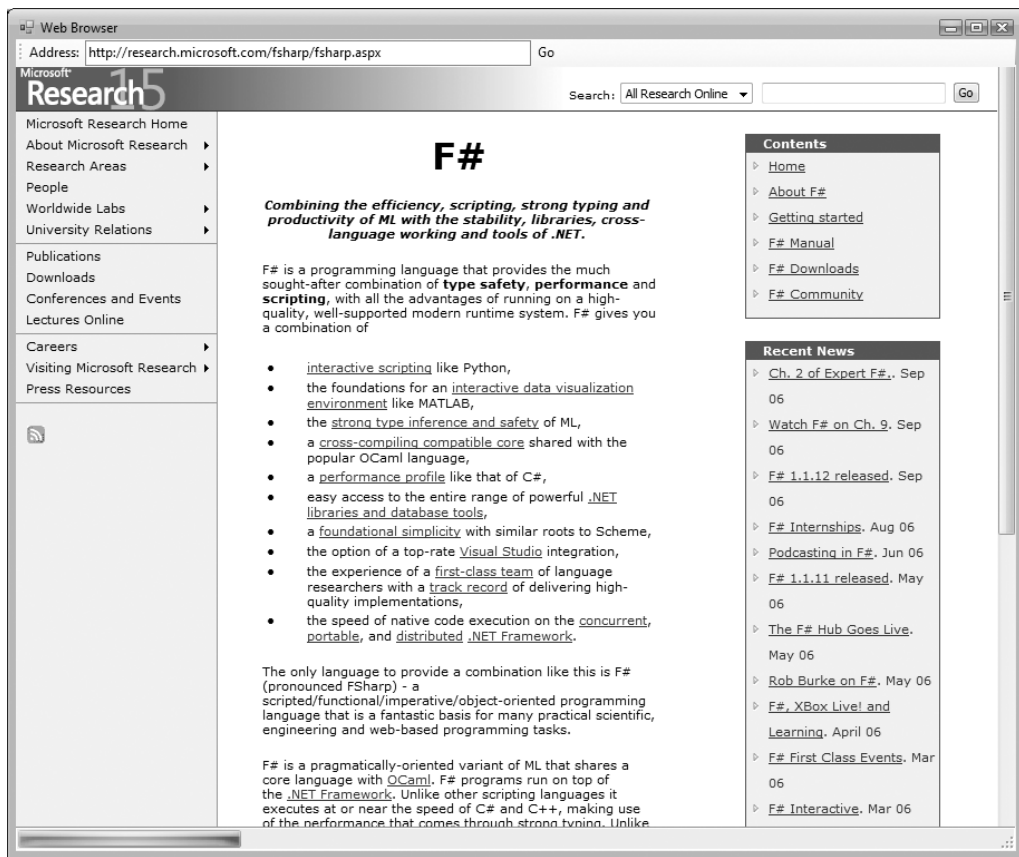 Web Browser
Address: http://research.microsoft.com/fsharp/fsharp.aspx Go
Microsoft
Research 15
Search: All Research Online Go
Microsoft Research Home
About Microsoft Research
Research Areas
People
Worldwide Labs
University Relations
Publications
Downloads
Conferences and Events
Lectures Online
Careers
Visiting Microsoft Research
Press Resources
F#
Combining the efficiency, scripting, strong typing and
productivity of ML with the stability, libraries, cross-
language working and tools of .NET.
F# is a programming language that provides the much
sought-after combination of type safety, performance and
scripting, with all the advantages of running on a high-
quality, well-supported modern runtime system. F# gives you
a combination of
• interactive scripting like Python,
• the foundations for an interactive data visualization
environment like MATLAB,
• the strong type inference and safety of ML,
• a cross-compiling compatible core shared with the
popular OCaml language,
• a performance profile like that of C#,
• easy access to the entire range of powerful .NET
libraries and database tools,
• a foundational simplicity with similar roots to Scheme,
• the option of a top-rate Visual Studio integration,
• the experience of a first-class team of language
researchers with a track record of delivering high-
quality implementations,
• the speed of native code execution on the concurrent,
portable, and distributed .NET Framework.
The only language to provide a combination like this is F#
(pronounced FSharp) - a
scripted/functional/imperative/object-oriented programming
language that is a fantastic basis for many practical scientific,
engineering and web-based programming tasks.
F# is a pragmatically-oriented variant of ML that shares a
core language with OCaml. F# programs run on top of
the .NET Framework. Unlike other scripting languages it
executes at or near the speed of C# and C++, making use
of the performance that comes through strong typing. Unlike
Contents
Home
About F#
Getting started
F# Manual
F# Downloads
F# Community
Recent News
Ch. 2 of Expert F#.. Sep
06
Watch F# on Ch. 9. Sep
06
F# 1.1.12 released. Sep
06
F# Internships. Aug 06
Podcasting in F#. Jun 06
F# 1.1.11 released. May
06
The F# Hub Goes Live.
May 06
Rob Burke on F#. May 06
F#, XBox Live! and
Learning. April 06
F# First Class Events. Mar
06
F# Interactive. Mar 06